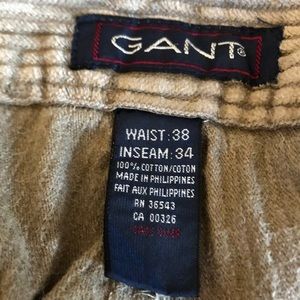 GANT®
WAIST:38
INSEAM:34
100% COTTON/COTON
MADE IN PHILIPPINES
FAIT AUX PHILIPPINES
RN 36543
CA 00326